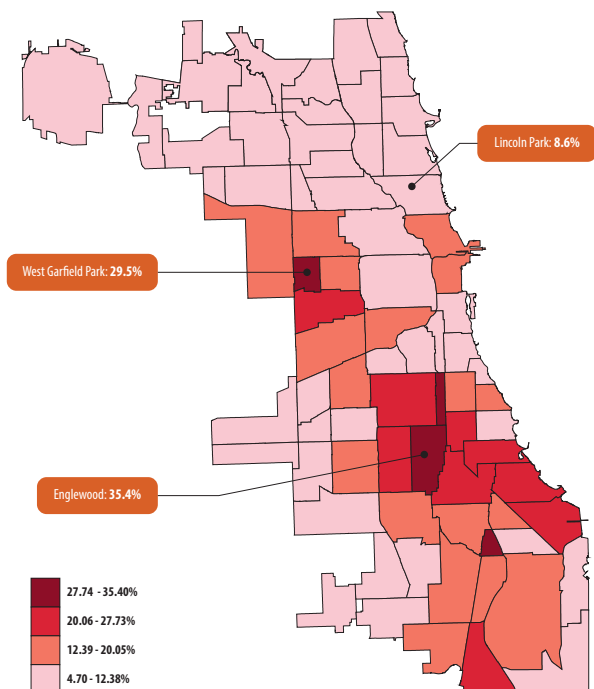 Lincoln Park: 8.6%
West Garfield Park: 29.5%
Englewood: 35.4%
27.74 - 35.40%
20.06 - 27.73%
12.39 - 20.05%
4.70 - 12.38%